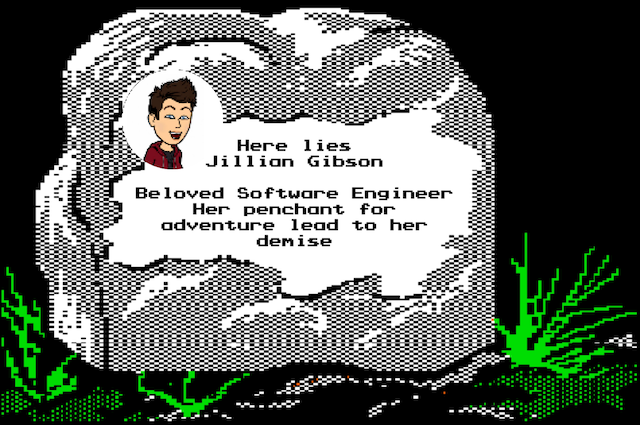 Here lies
Jillian Gibson
Beloved Software Engineer
Her penchant for
adventure lead to her
demise